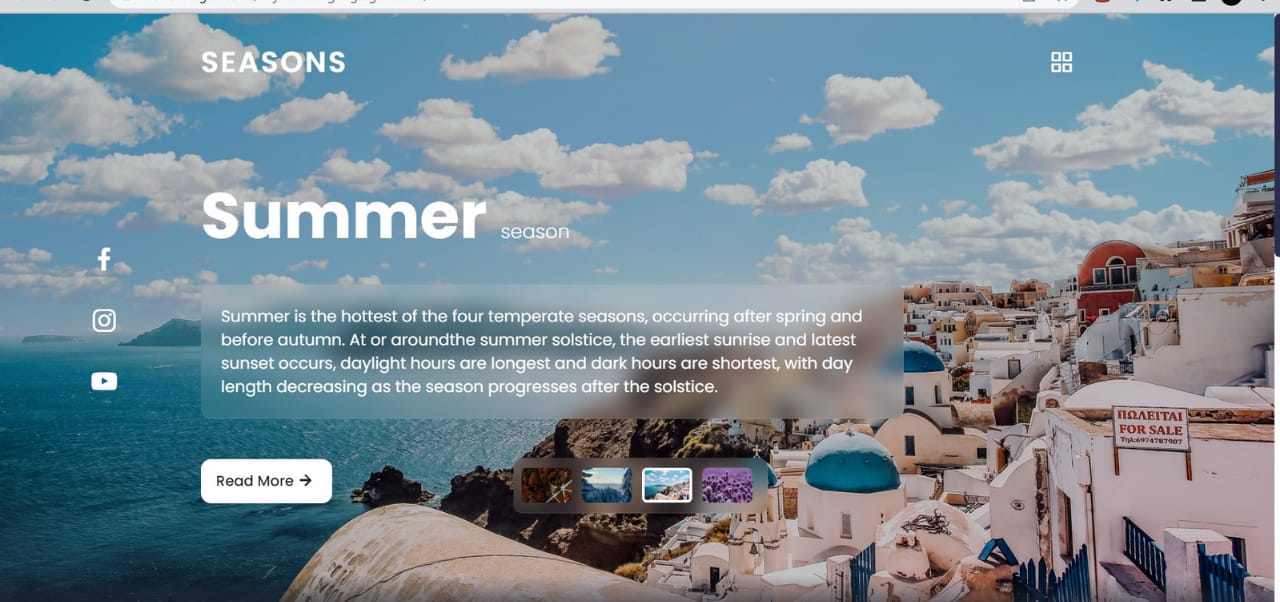 SEASONS
Summer season
Summer is the hottest of the four temperate seasons, occurring after spring and
before autumn. At or aroundthe summer solstice, the earliest sunrise and latest
sunset occurs, daylight hours are longest and dark hours are shortest, with day
length decreasing as the season progresses after the solstice.
ΠΩΛΕΙΤΑΙ
FOR SALE
Τηλ:6974787907
Read More